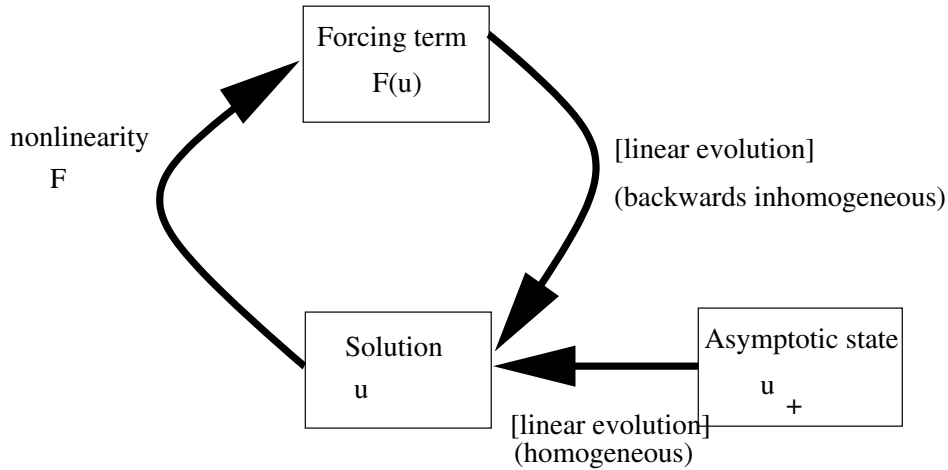 Forcing term
F(u)
nonlinearity
F
[linear evolution]
(backwards inhomogeneous)
Solution
u
Asymptotic state
u +
[linear evolution]
(homogeneous)